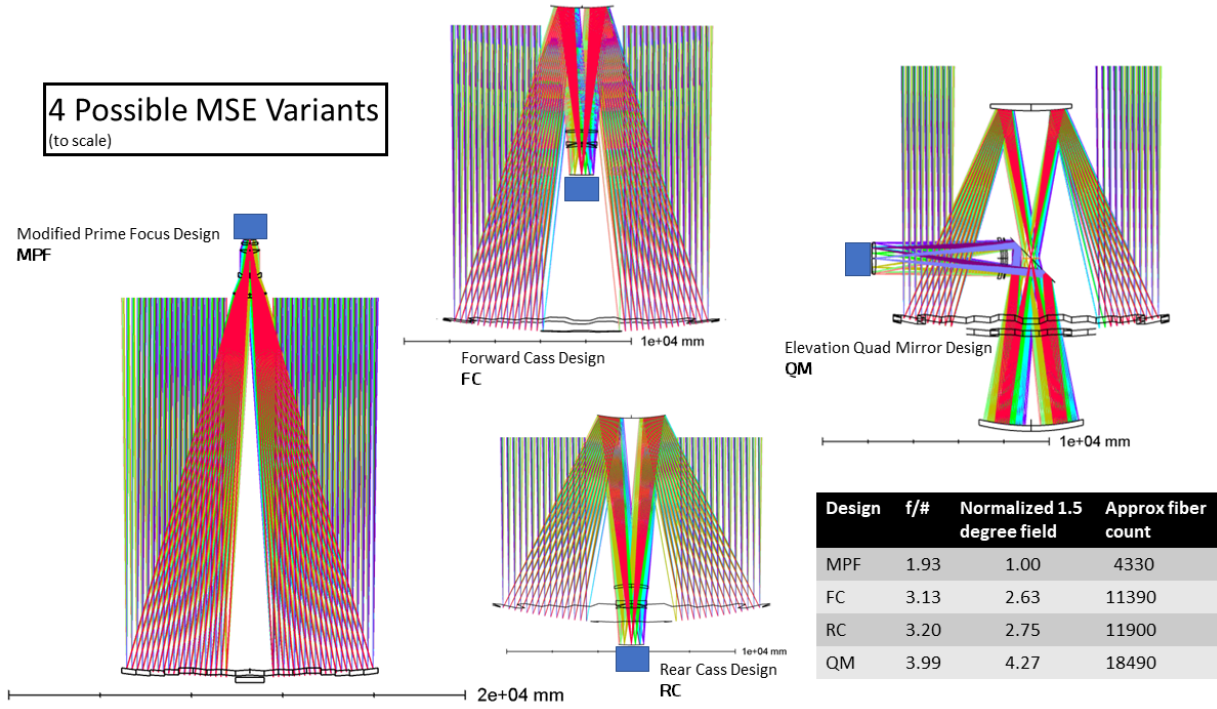 4 Possible MSE Variants
(to scale)
Modified Prime Focus Design
MPF
2e+04 mm
1e+04 mm
Forward Cass Design
FC
Elevation Quad Mirror Design
QM
1e+04 mm
1e+04 mm
Rear Cass Design
RC
Design f/# Normalized 1.5 Approx fiber
degree field count
MPF 1.93 1.00 4330
FC 3.13 2.63 11390
RC 3.20 2.75 11900
QM 3.99 4.27 18490